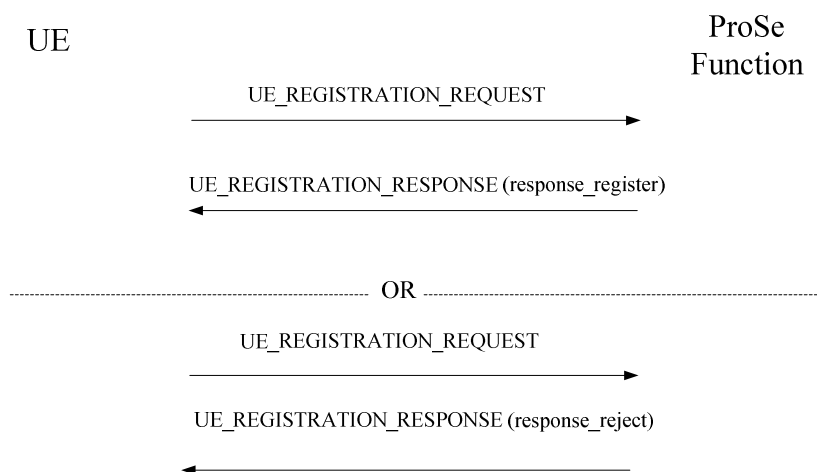 UE
ProSe
Function
UE_REGISTRATION_REQUEST
UE_REGISTRATION_RESPONSE (response_register)
OR
UE_REGISTRATION_REQUEST
UE_REGISTRATION_RESPONSE (response_reject)